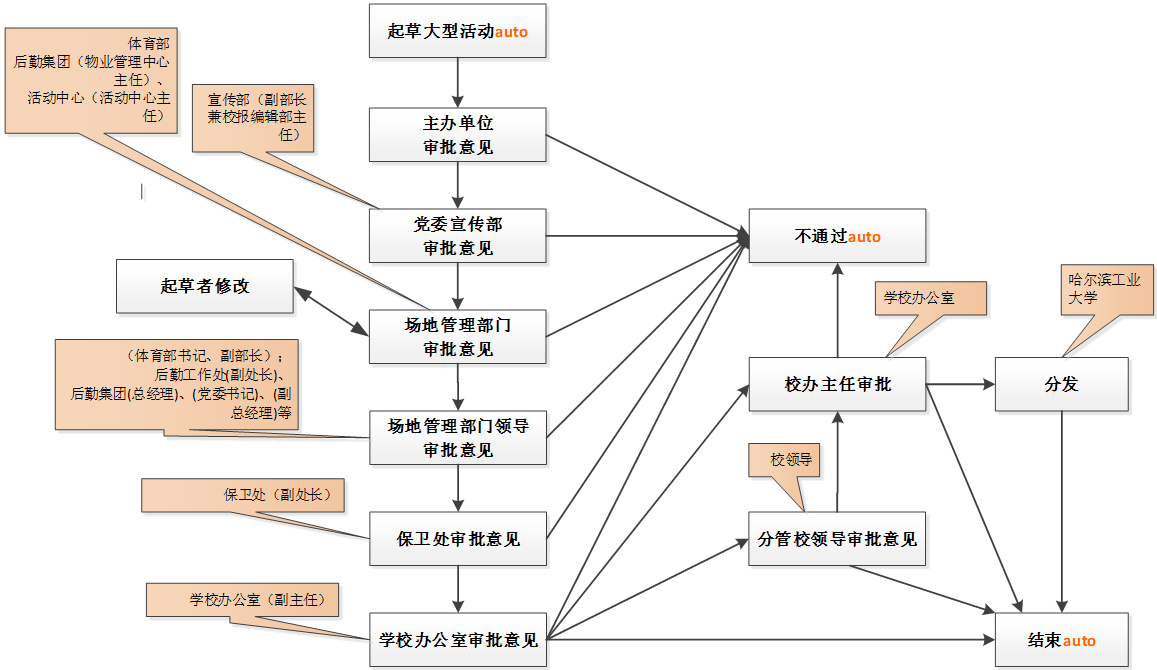 起草大型活动auto
体育部
后勤集团（物业管理中心
主任）、
活动中心（活动中心主
任）
宣传部（副部长
兼校报编辑部主
任）
主办单位
审批意见
党委宣传部
审批意见
不通过auto
起草者修改
哈尔滨工业
大学
学校办公室
场地管理部门
审批意见
（体育部书记、副部长）；
后勤工作处(副处长)、
后勤集团(总经理)、(党委书记)、(副
总经理)等
校办主任审批
分发
场地管理部门领导
审批意见
校领导
保卫处（副处长）
保卫处审批意见
分管校领导审批意见
学校办公室（副主任）
学校办公室审批意见
结束auto